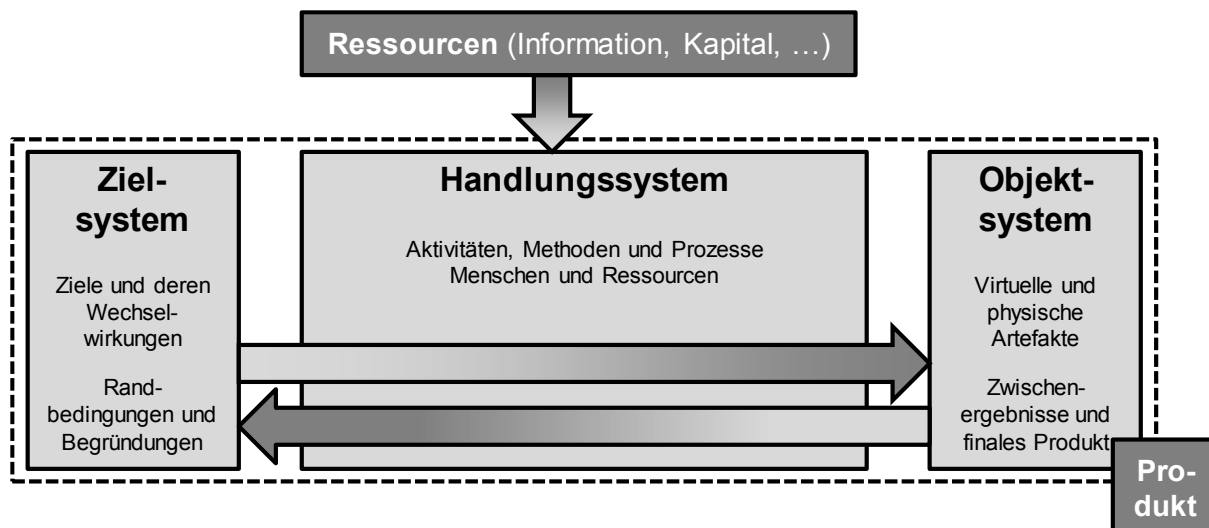 Ressourcen (Information, Kapital, …)
Ziel-
system
Ziele und deren
Wechsel-
wirkungen
Rand-
bedingungen und
Begründungen
Handlungssystem
Aktivitäten, Methoden und Prozesse
Menschen und Ressourcen
Objekt-
system
Virtuelle und
physische
Artefakte
Zwischen-
ergebnisse und
finales Produkt
Pro-
dukt